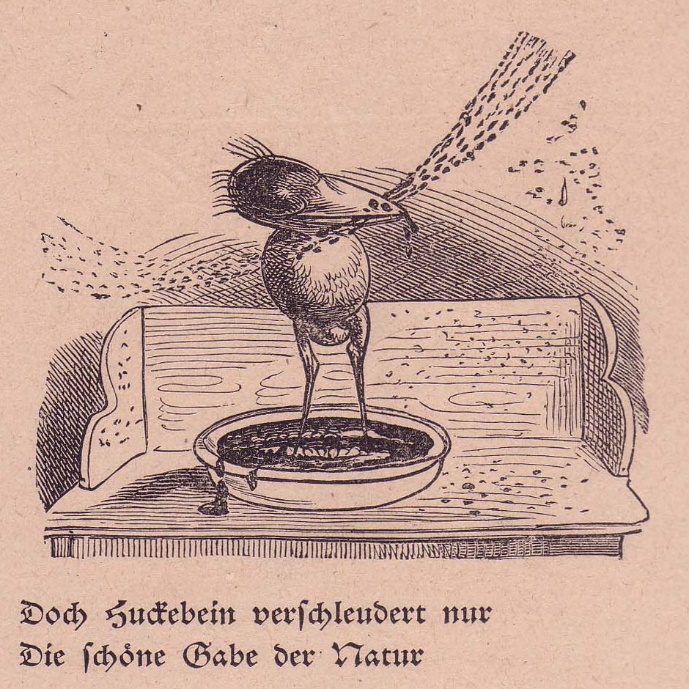 Doch Huckebein verſchleudert nur
Die ſchöne Gabe der Natur